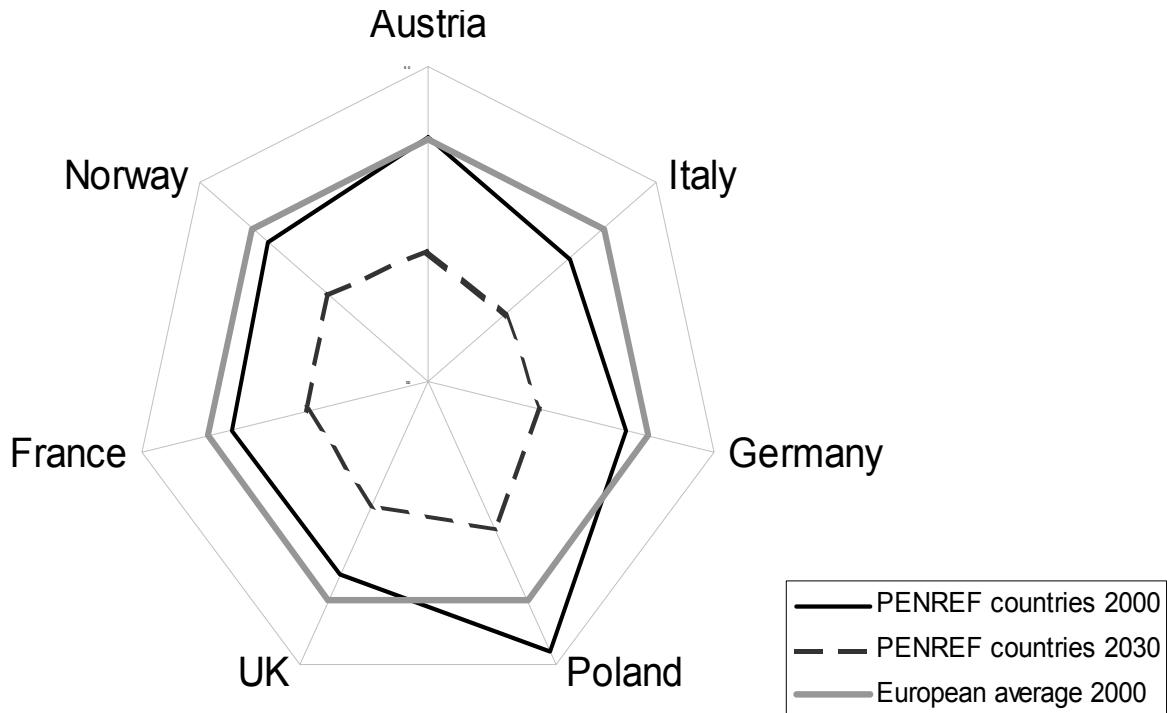 Austria
Norway
Italy
France
Germany
UK
Poland
PENREF countries 2000
PENREF countries 2030
European average 2000